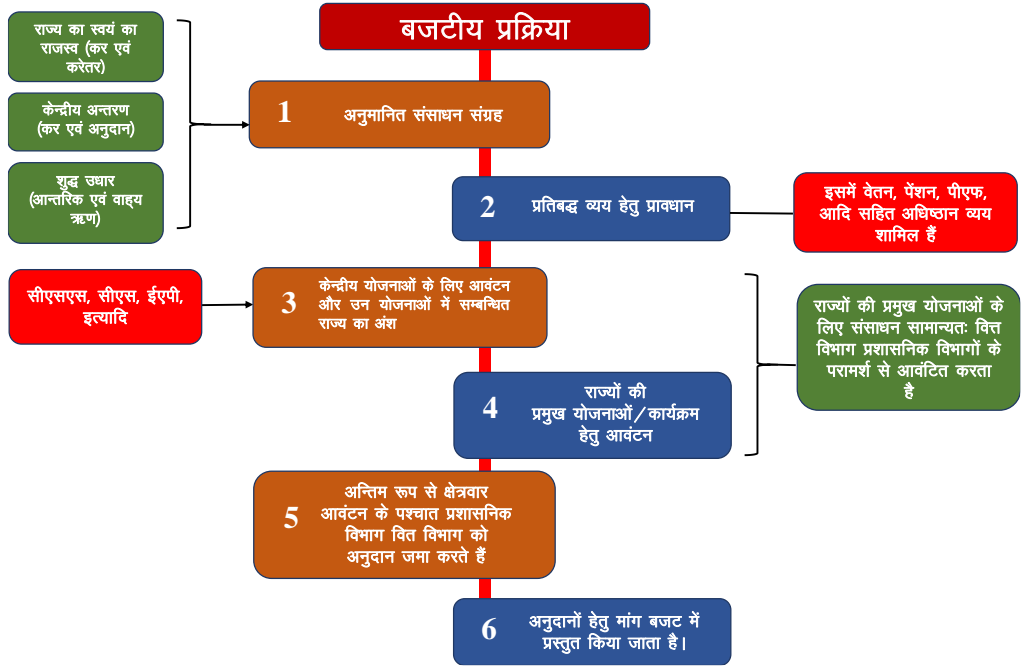 बजटीय प्रक्रिया
राज्य का स्वयं का
राजस्व (कर एवं
करेतर)
केन्द्रीय अन्तरण
(कर एवं अनुदान)
शुद्ध उधार
(आन्तरिक एवं वाह्य
ऋण)
1 अनुमानित संसाधन संग्रह
2 प्रतिबद्ध व्यय हेतु प्रावधान
इसमें वेतन, पेंशन, पीएफ,
आदि सहित अधिष्ठान व्यय
शामिल हैं
सीएसएस, सीएस, ईएपी,
इत्यादि
3
केन्द्रीय योजनाओं के लिए आवंटन
और उन योजनाओं में सम्बन्धित
राज्य का अंश
राज्यों की प्रमुख योजनाओं के
लिए संसाधन सामान्यतः वित्त
विभाग प्रशासनिक विभागों के
परामर्श से आवंटित करता
है
4
राज्यों की
प्रमुख योजनाओं/कार्यक्रम
हेतु आवंटन
5
अन्तिम रूप से क्षेत्रवार
आवंटन के पश्चात प्रशासनिक
विभाग वित विभाग को
अनुदान जमा करते हैं
6
अनुदानों हेतु मांग बजट में
प्रस्तुत किया जाता है।